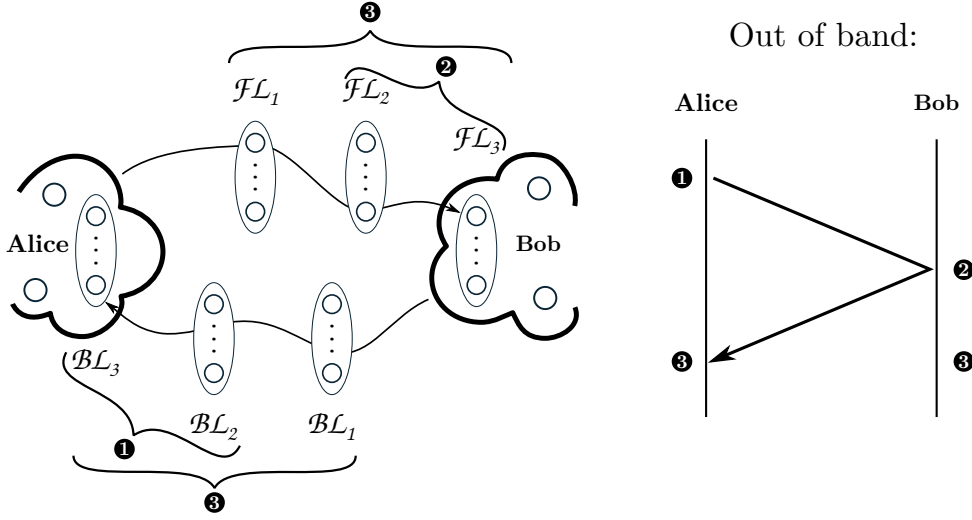 ❸
Out of band:
❷
ℱℒ₁
ℱℒ₂
Alice
Bob
ℱℒ₃
❶
Alice
Bob
❷
ℬℒ₃
❸
❸
ℬℒ₂
ℬℒ₁
❶
❸